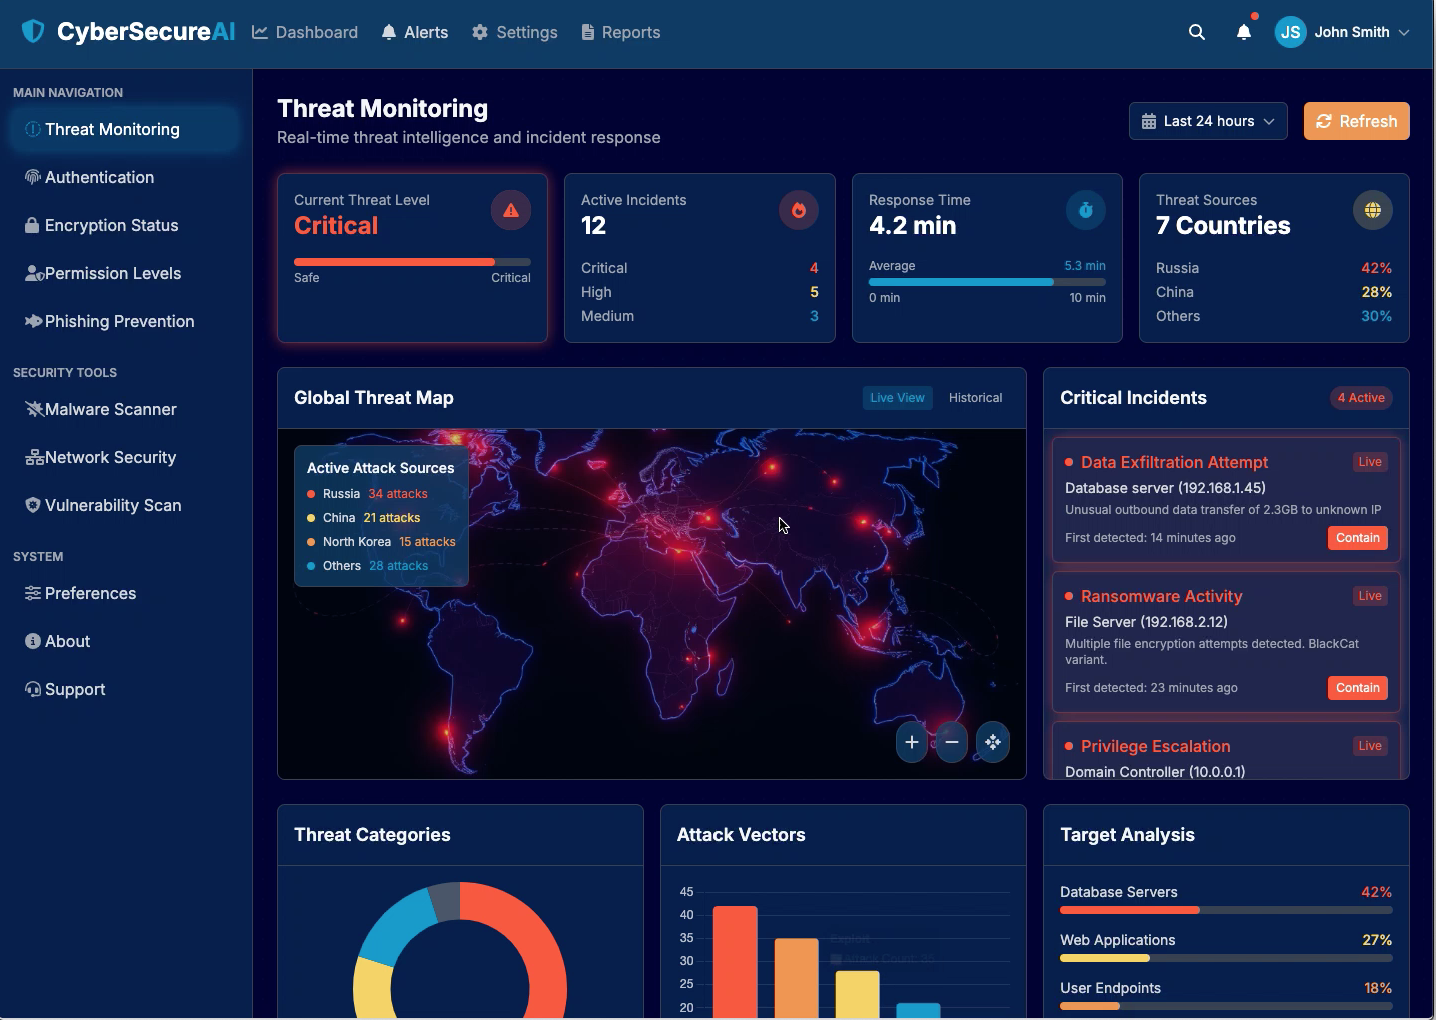 CyberSecureAI
Dashboard
Alerts
Settings
Reports
JS
John Smith
MAIN NAVIGATION
Threat Monitoring
Authentication
Encryption Status
Permission Levels
Phishing Prevention
SECURITY TOOLS
Malware Scanner
Network Security
Vulnerability Scan
SYSTEM
Preferences
About
Support
Threat Monitoring
Real-time threat intelligence and incident response
Last 24 hours
Refresh
Current Threat Level
Critical
Safe
Critical
Active Incidents
12
Critical 4
High 5
Medium 3
Response Time
4.2 min
Average 5.3 min
0 min 10 min
Threat Sources
7 Countries
Russia 42%
China 28%
Others 30%
Global Threat Map
Live View
Historical
Active Attack Sources
Russia 34 attacks
China 21 attacks
North Korea 15 attacks
Others 28 attacks
Critical Incidents
4 Active
Data Exfiltration Attempt
Live
Database server (192.168.1.45)
Unusual outbound data transfer of 2.3GB to unknown IP
First detected: 14 minutes ago
Contain
Ransomware Activity
Live
File Server (192.168.2.12)
Multiple file encryption attempts detected. BlackCat
variant.
First detected: 23 minutes ago
Contain
Privilege Escalation
Live
Domain Controller (10.0.0.1)
Threat Categories
Attack Vectors
45
40
35
30
25
20
Target Analysis
Database Servers 42%
Web Applications 27%
User Endpoints 18%